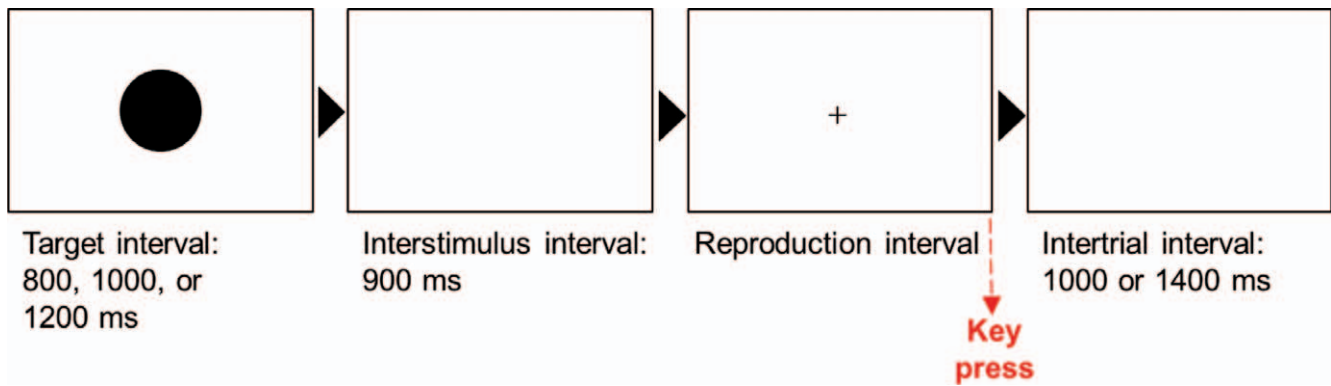 Target interval:
800, 1000, or
1200 ms
Interstimulus interval:
900 ms
+
Reproduction interval
Key
press
Intertrial interval:
1000 or 1400 ms